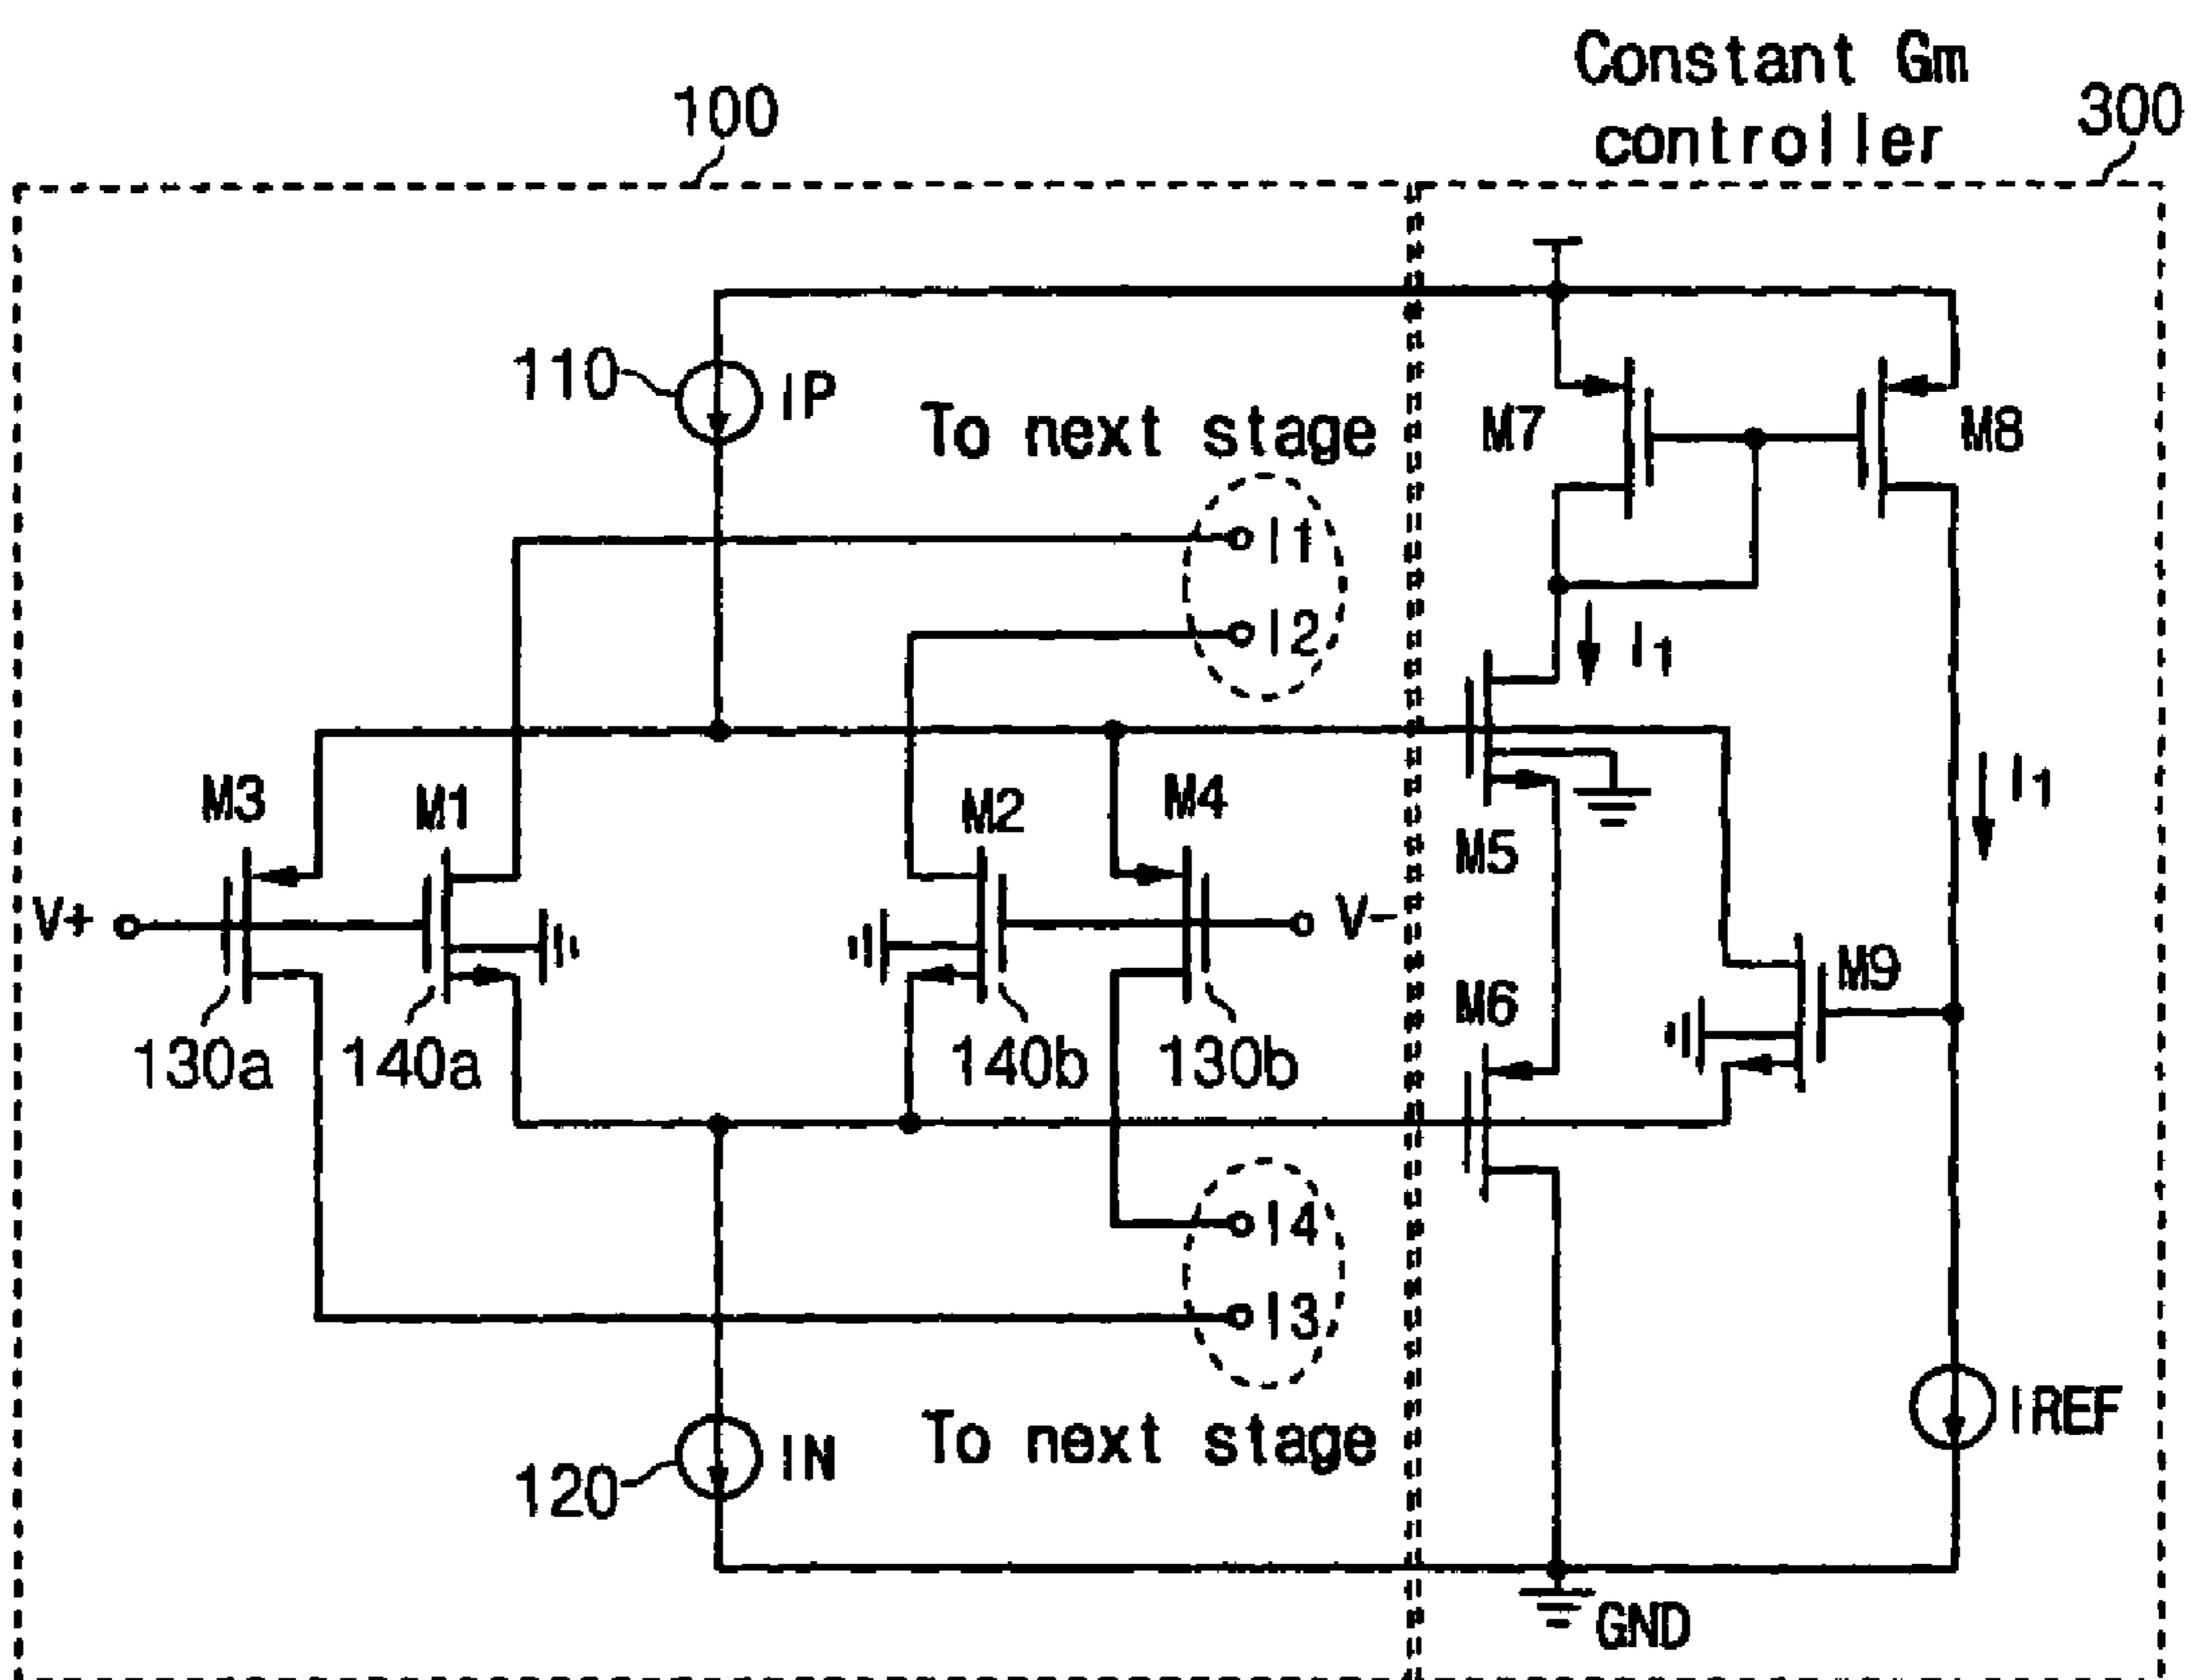 Constant Gm
controller
100
300
110
IP
To next stage
M7
M8
I1
I2
I1
M3
M1
M2
M4
I1
V+
V-
M5
M9
M6
130a
140a
140b
130b
I4
I3
120
IN
To next stage
IREF
GND